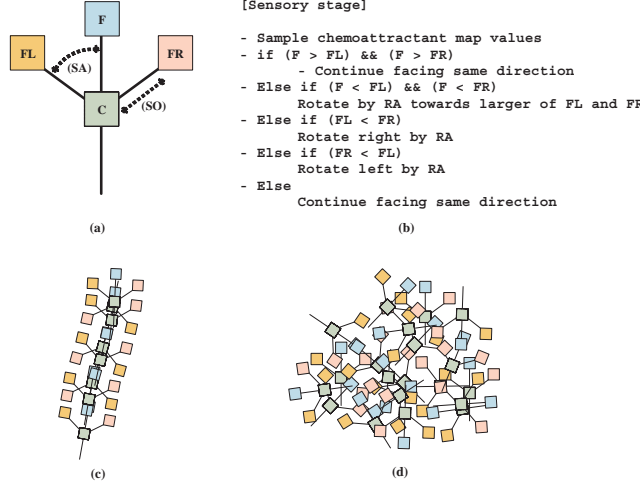 F
FL
FR
(SA)
(SO)
C
(a)
[Sensory stage]
- Sample chemoattractant map values
- if (F > FL) && (F > FR)
- Continue facing same direction
- Else if (F < FL) && (F < FR)
Rotate by RA towards larger of FL and FR
- Else if (FL < FR)
Rotate right by RA
- Else if (FR < FL)
Rotate left by RA
- Else
Continue facing same direction
(b)
(c)
(d)